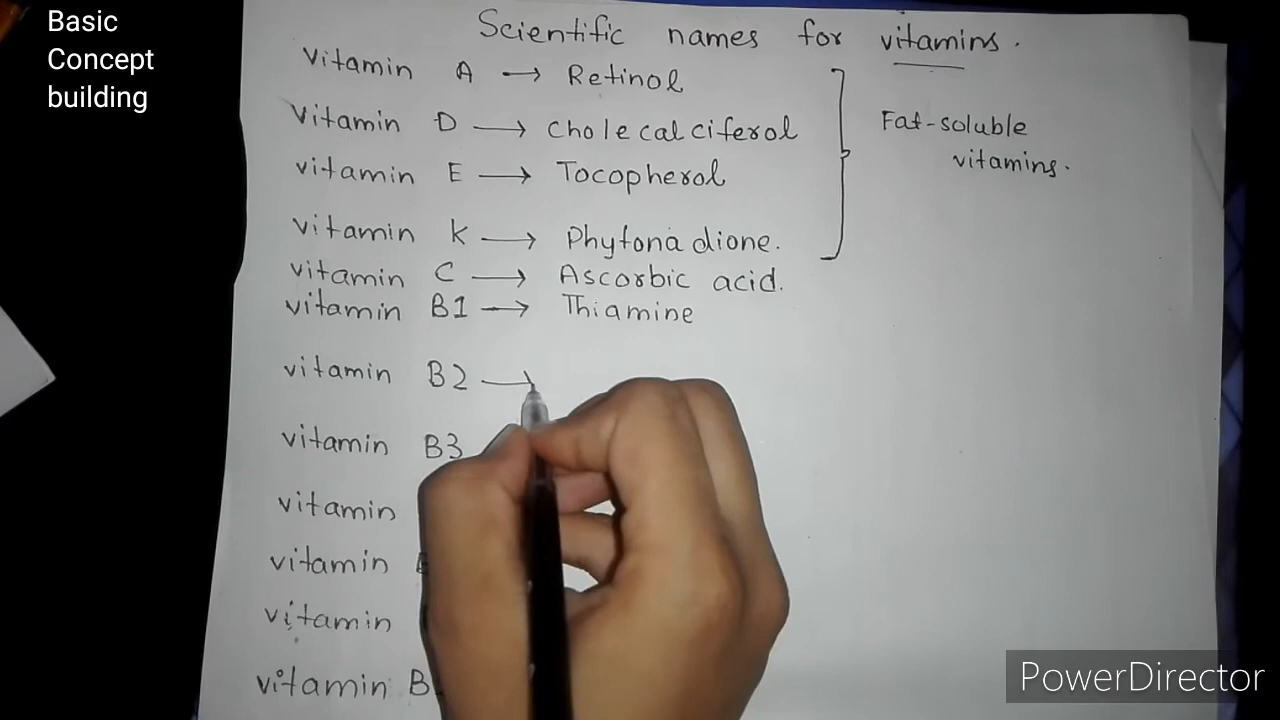 Basic
Concept
building
Scientific names for vitamins.
Vitamin A → Retinol
Vitamin D → cholecalciferol
vitamin E → Tocopherol
vitamin K → Phytonadione.
Fat-soluble
vitamins.
vitamin C → Ascorbic acid.
vitamin B1 → Thiamine
vitamin B2 →
vitamin B3
vitamin
vitamin
vitamin
vitamin B
PowerDirector